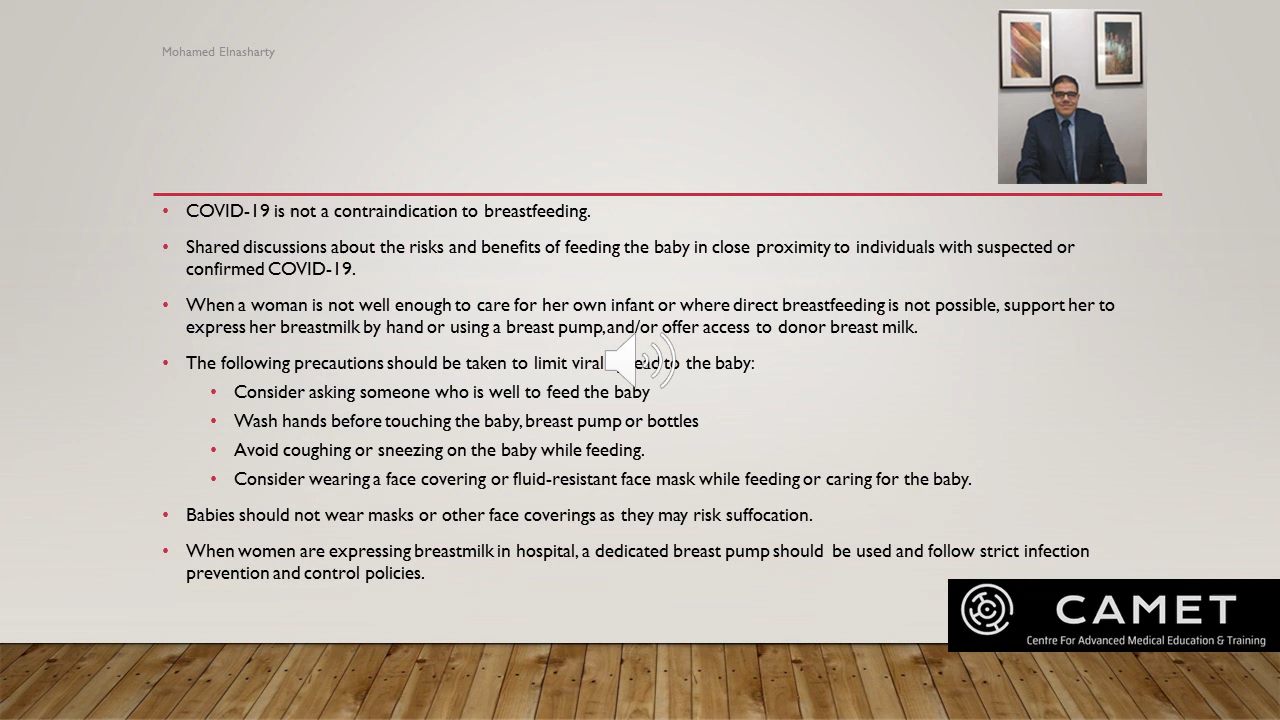 Mohamed Elnasharty
• COVID-19 is not a contraindication to breastfeeding.
• Shared discussions about the risks and benefits of feeding the baby in close proximity to individuals with suspected or
confirmed COVID-19.
• When a woman is not well enough to care for her own infant or where direct breastfeeding is not possible, support her to
express her breastmilk by hand or using a breast pump, and/or offer access to donor breast milk.
• The following precautions should be taken to limit viral to the baby:
• Consider asking someone who is well to feed the baby
• Wash hands before touching the baby, breast pump or bottles
• Avoid coughing or sneezing on the baby while feeding.
• Consider wearing a face covering or fluid-resistant face mask while feeding or caring for the baby.
• Babies should not wear masks or other face coverings as they may risk suffocation.
• When women are expressing breastmilk in hospital, a dedicated breast pump should be used and follow strict infection
prevention and control policies.
CAMET
Centre For Advanced Medical Education & Training